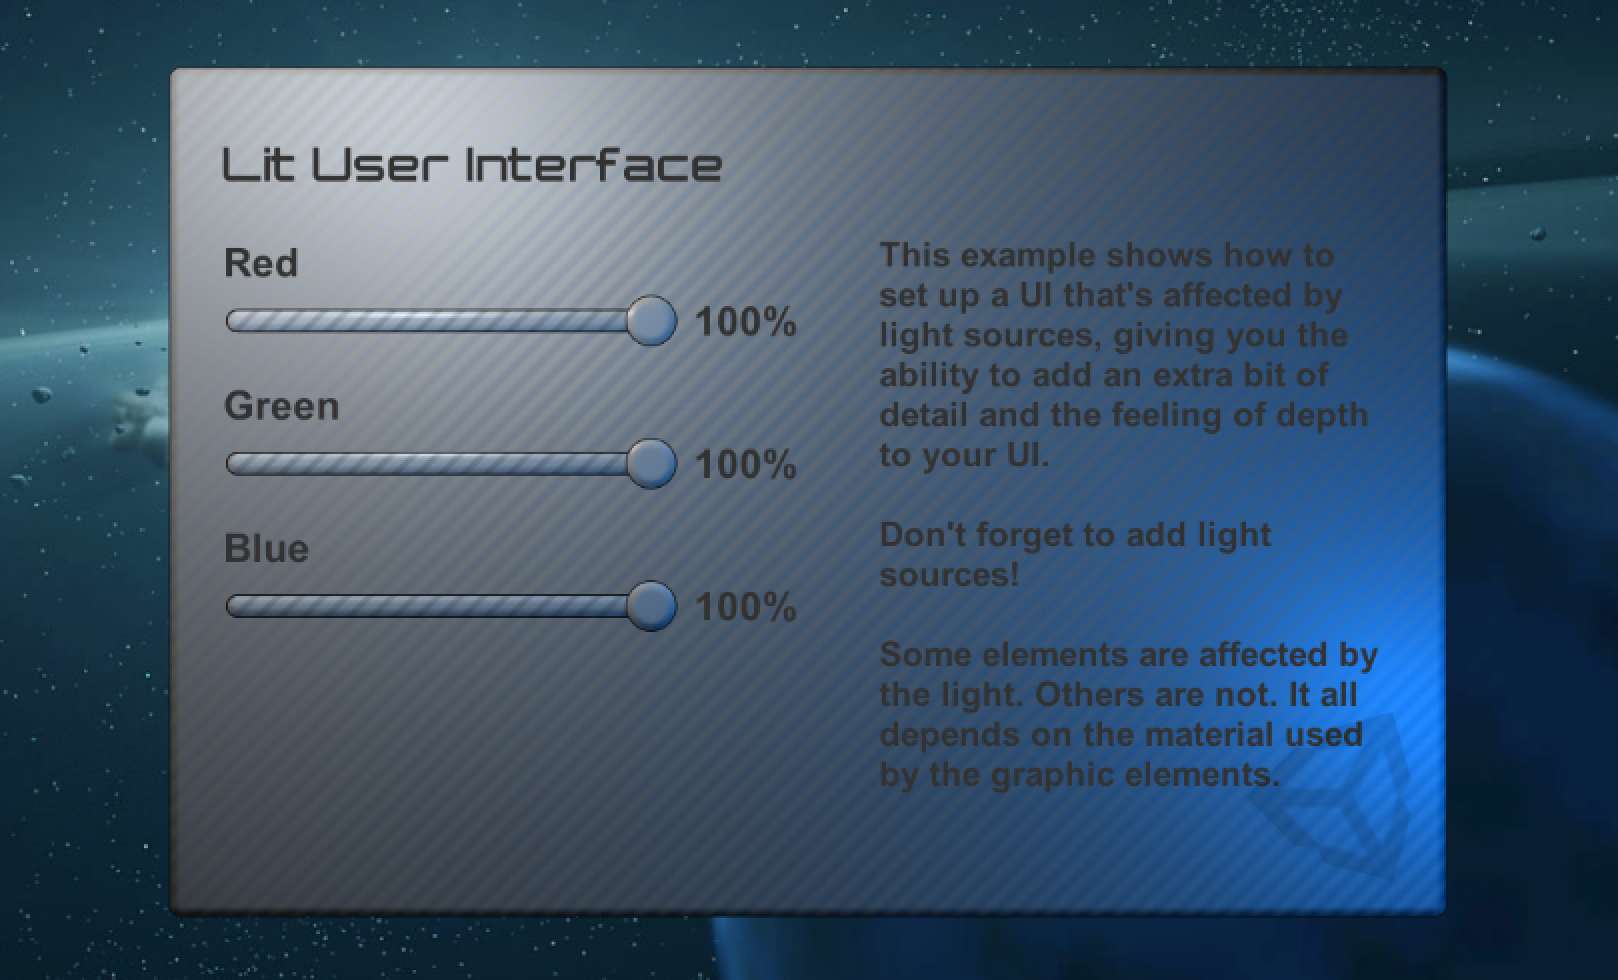 Lit User Interface
Red
100%
Green
100%
Blue
100%
This example shows how to
set up a UI that's affected by
light sources, giving you the
ability to add an extra bit of
detail and the feeling of depth
to your UI.
Don't forget to add light
sources!
Some elements are affected by
the light. Others are not. It all
depends on the material used
by the graphic elements.